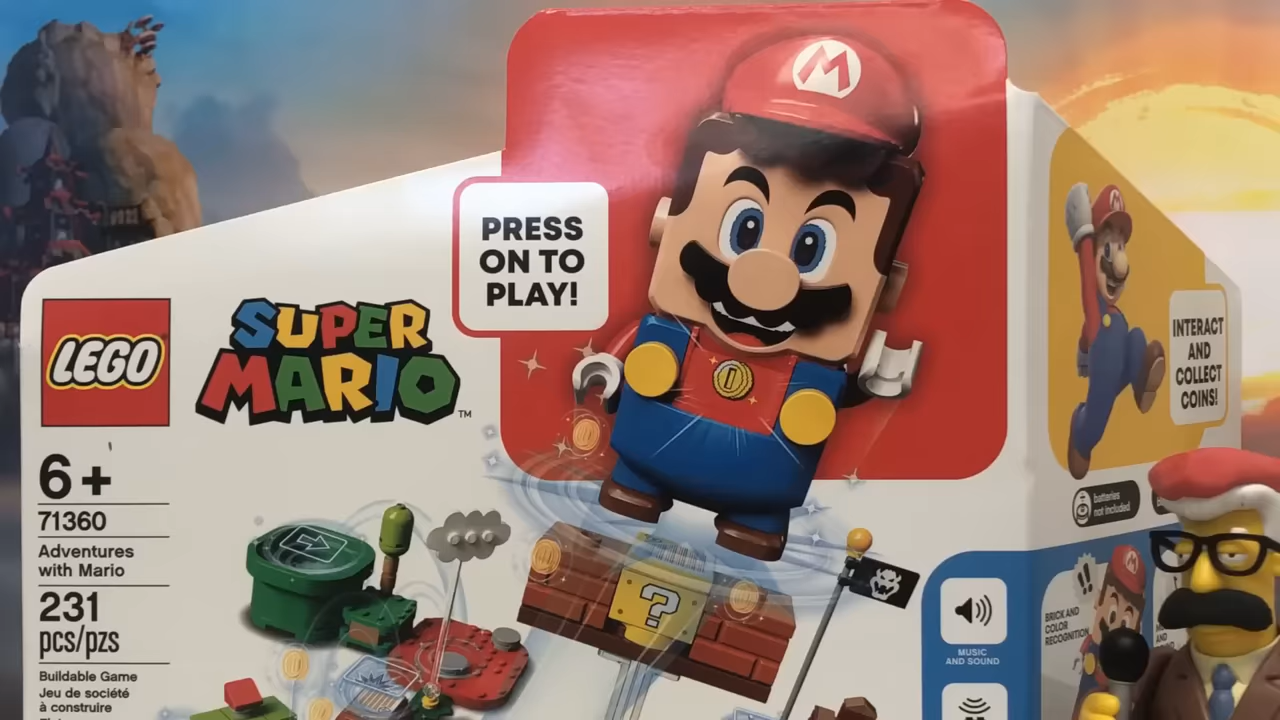 M
PRESS
ON TO
PLAY!
INTERACT
AND
COLLECT
COINS!
LEGO
SUPER
MARIO™
6+
71360
Adventures
with Mario
231
pcs/pzs
Buildable Game
Jeu de société
à construire
batteries
not included
?
MUSIC
AND SOUND
BRICK AND
COLOR
RECOGNITION